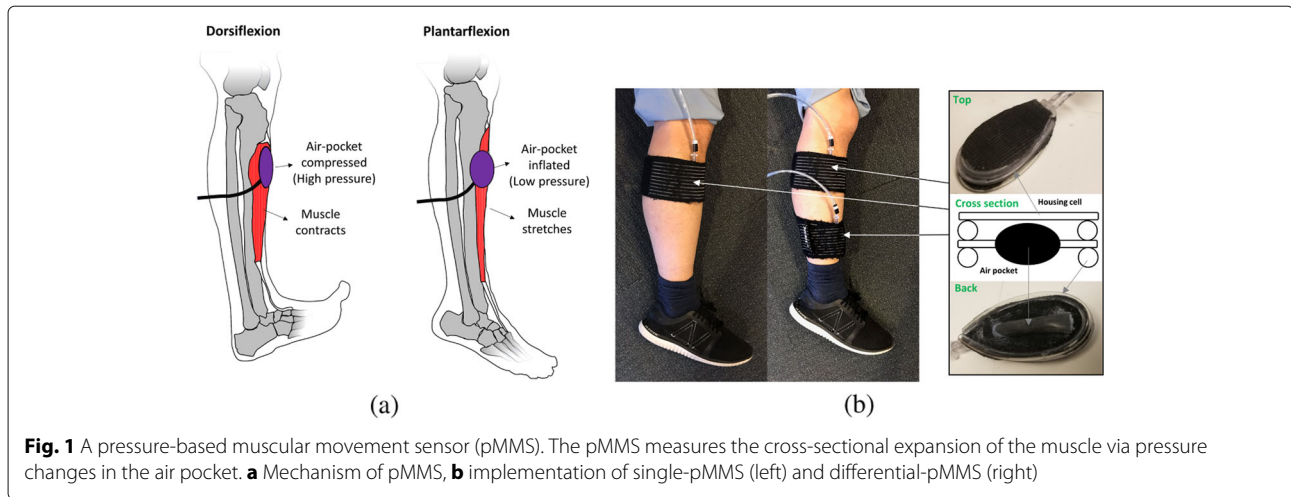 Dorsiflexion
Plantarflexion
Air-pocket
compressed
(High pressure)
Muscle
contracts
Air-pocket
inflated
(Low pressure)
Muscle
stretches
(a)
Top
Housing cell
Cross section
Air pocket
Back
(b)
Fig. 1 A pressure-based muscular movement sensor (pMMS). The pMMS measures the cross-sectional expansion of the muscle via pressure
changes in the air pocket. a Mechanism of pMMS, b implementation of single-pMMS (left) and differential-pMMS (right)